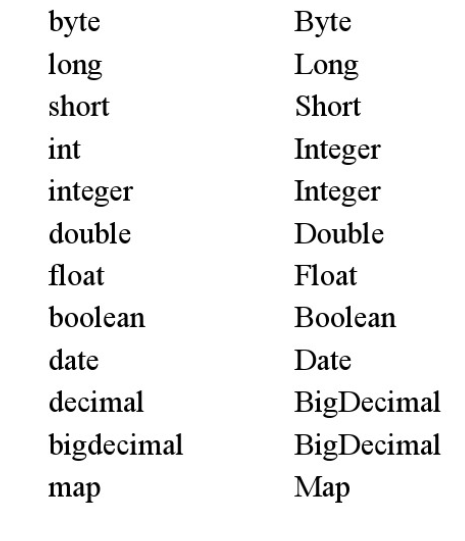 byte Byte
long Long
short Short
int Integer
integer Integer
double Double
float Float
boolean Boolean
date Date
decimal BigDecimal
bigdecimal BigDecimal
map Map